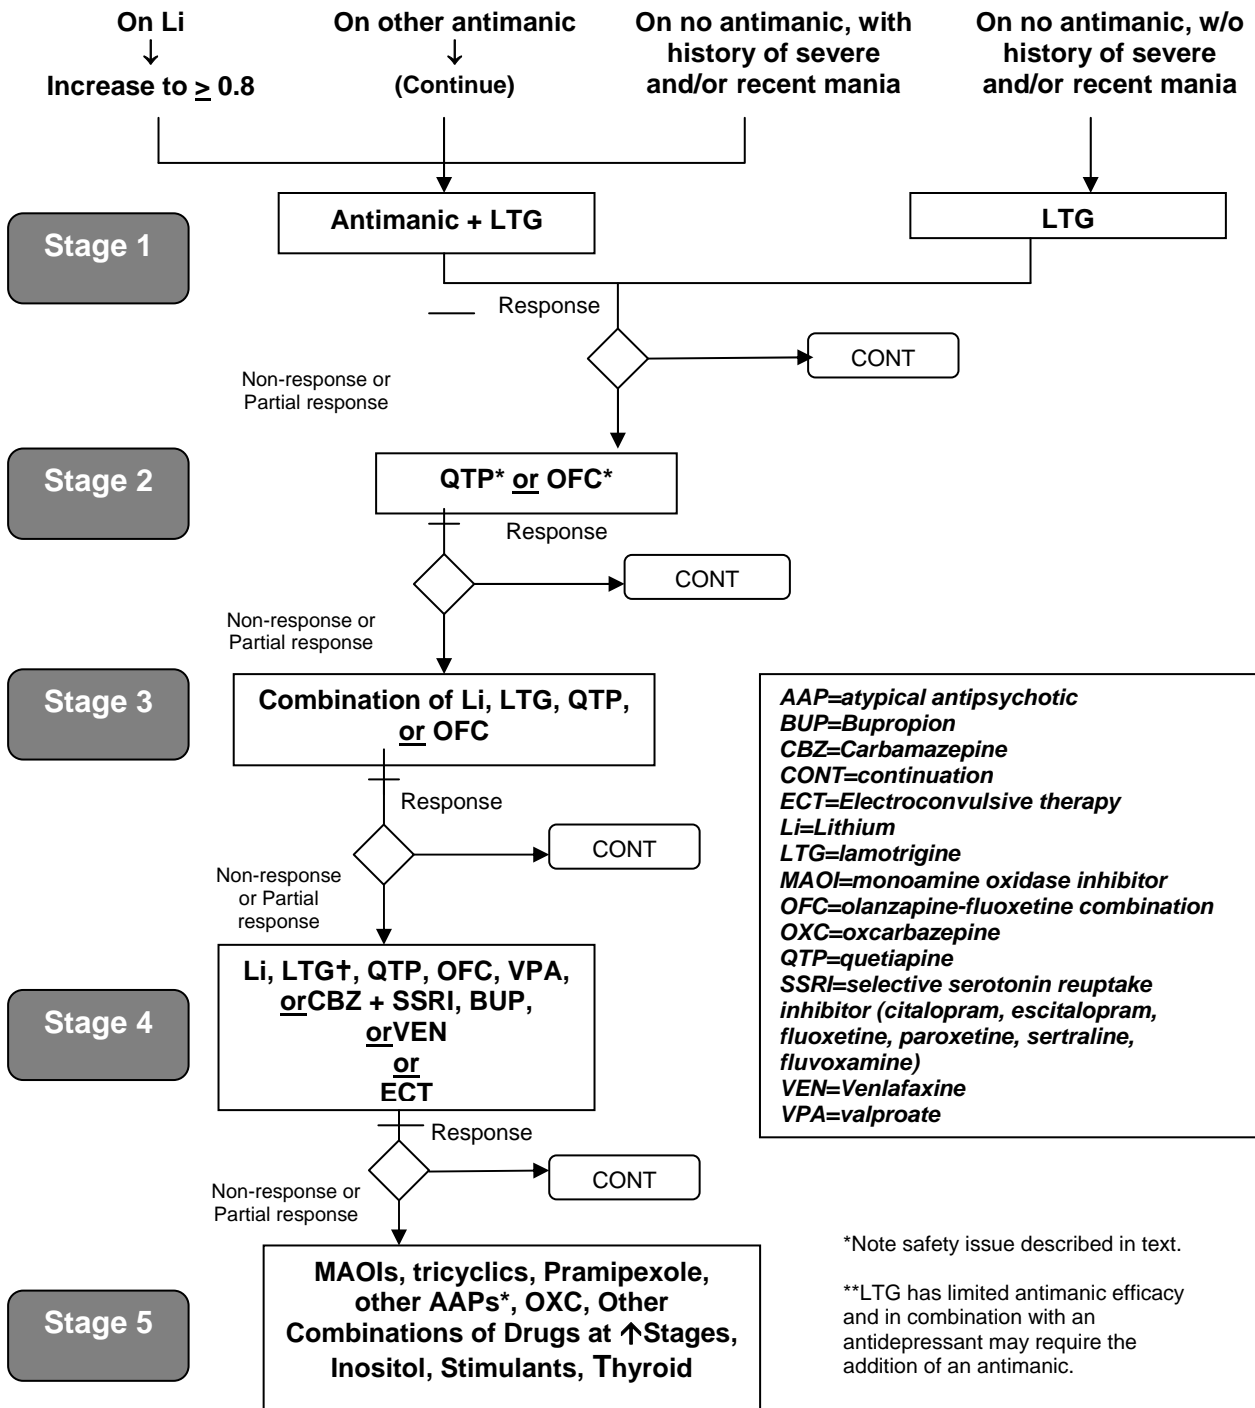 On Li
Increase to ≥ 0.8
On other antimanic
(Continue)
On no antimanic, with
history of severe
and/or recent mania
On no antimanic, w/o
history of severe
and/or recent mania
Stage 1
Antimanic + LTG
LTG
Response
CONT
Non-response or
Partial response
Stage 2
QTP* or OFC*
Response
CONT
Non-response or
Partial response
Stage 3
Combination of Li, LTG, QTP,
or OFC
Response
CONT
Non-response
or Partial
response
Stage 4
Li, LTG†, QTP, OFC, VPA,
orCBZ + SSRI, BUP,
orVEN
or
ECT
Response
CONT
Non-response or
Partial response
Stage 5
MAOIs, tricyclics, Pramipexole,
other AAPs*, OXC, Other
Combinations of Drugs at ↑Stages,
Inositol, Stimulants, Thyroid
AAP=atypical antipsychotic
BUP=Bupropion
CBZ=Carbamazepine
CONT=continuation
ECT=Electroconvulsive therapy
Li=Lithium
LTG=lamotrigine
MAOI=monoamine oxidase inhibitor
OFC=olanzapine-fluoxetine combination
OXC=oxcarbazepine
QTP=quetiapine
SSRI=selective serotonin reuptake
inhibitor (citalopram, escitalopram,
fluoxetine, paroxetine, sertraline,
fluvoxamine)
VEN=Venlafaxine
VPA=valproate
*Note safety issue described in text.
**LTG has limited antimanic efficacy
and in combination with an
antidepressant may require the
addition of an antimanic.